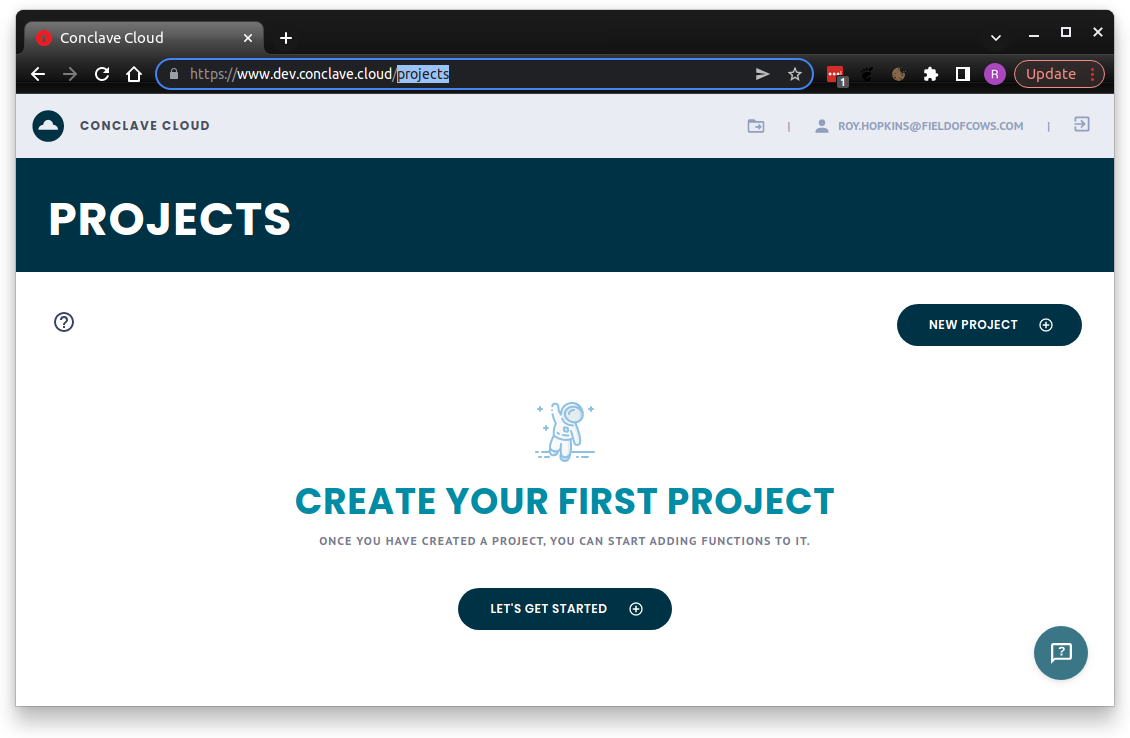 Conclave Cloud
https://www.dev.conclave.cloud/projects
1
R
Update
CONCLAVE CLOUD
ROY.HOPKINS@FIELDOFCOWS.COM
PROJECTS
NEW PROJECT
CREATE YOUR FIRST PROJECT
ONCE YOU HAVE CREATED A PROJECT, YOU CAN START ADDING FUNCTIONS TO IT.
LET'S GET STARTED